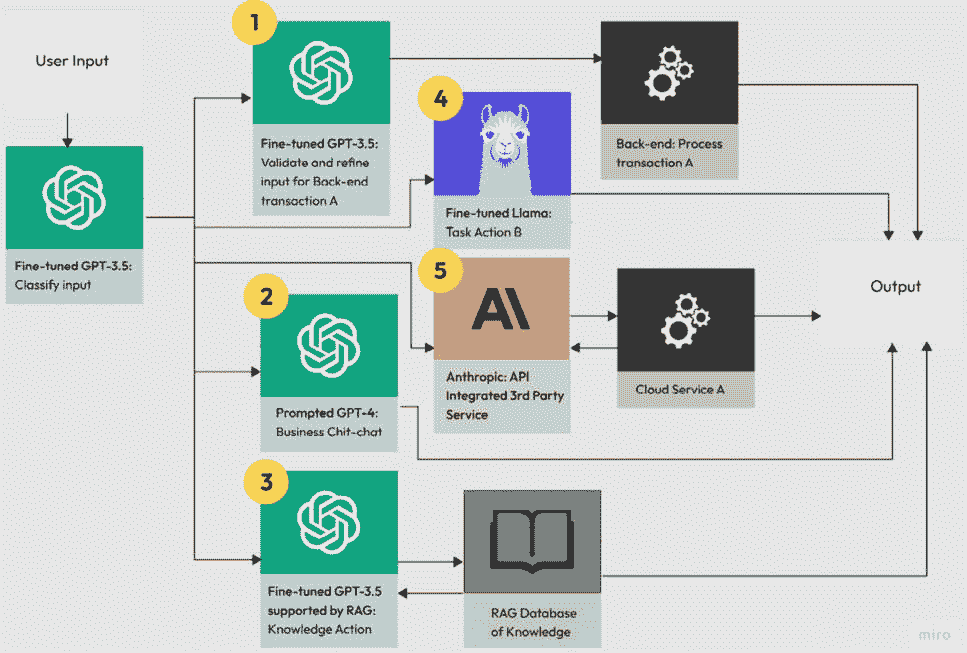 User Input
Fine-tuned GPT-3.5:
Classify input
1
Fine-tuned GPT-3.5:
Validate and refine
input for Back-end
transaction A
Back-end: Process
transaction A
4
Fine-tuned Llama:
Task Action B
2
Prompted GPT-4:
Business Chit-chat
5
Anthropic: API
Integrated 3rd Party
Service
Cloud Service A
Output
3
Fine-tuned GPT-3.5
supported by RAG:
Knowledge Action
RAG Database
of Knowledge
miro